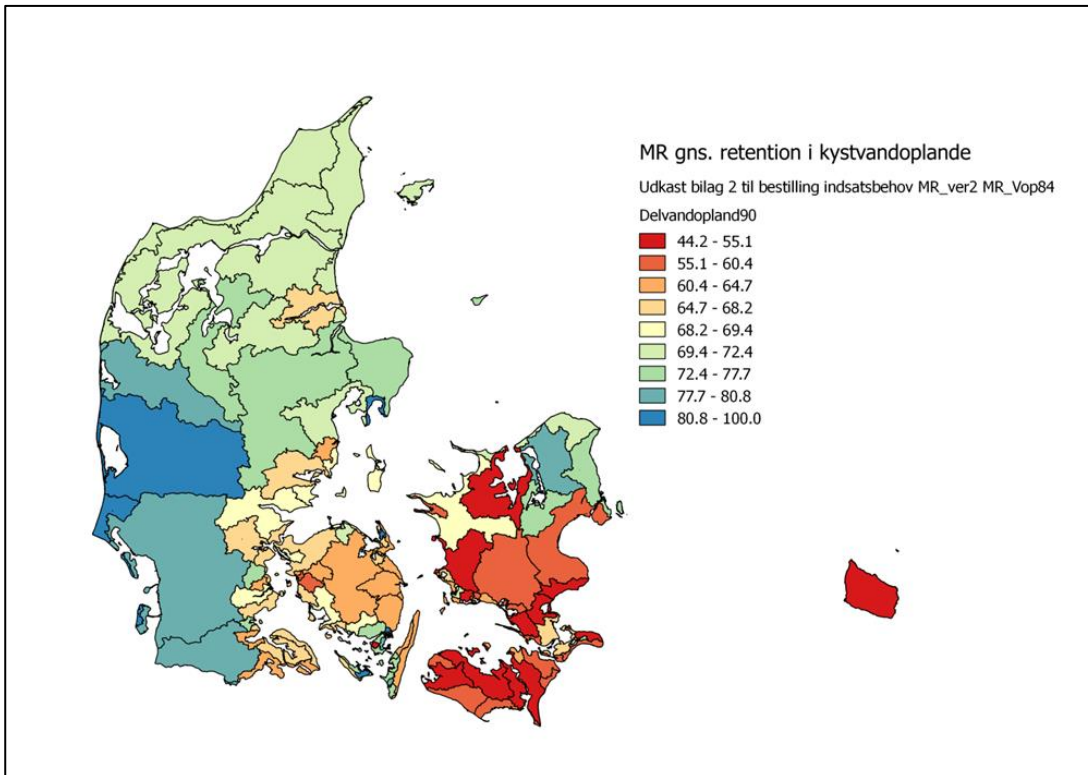 MR gns. retention i kystvandoplande
Udkast bilag 2 til bestilling indsatsbehov MR_ver2 MR_Vop84
Delvandopland90
44.2 - 55.1
55.1 - 60.4
60.4 - 64.7
64.7 - 68.2
68.2 - 69.4
69.4 - 72.4
72.4 - 77.7
77.7 - 80.8
80.8 - 100.0